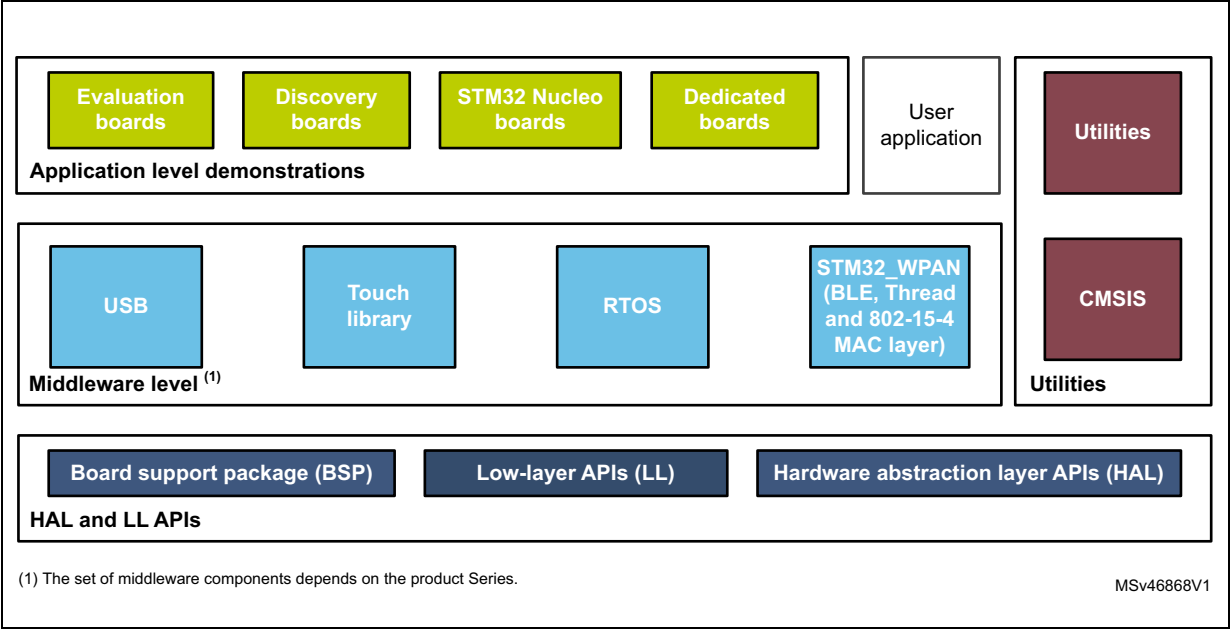 Evaluation
boards
Discovery
boards
STM32 Nucleo
boards
Dedicated
boards
Application level demonstrations
User
application
Utilities
USB
Touch
library
RTOS
STM32_WPAN
(BLE, Thread
and 802-15-4
MAC layer)
Middleware level (1)
CMSIS
Utilities
Board support package (BSP)
Low-layer APIs (LL)
Hardware abstraction layer APIs (HAL)
HAL and LL APIs
(1) The set of middleware components depends on the product Series.
MSv46868V1